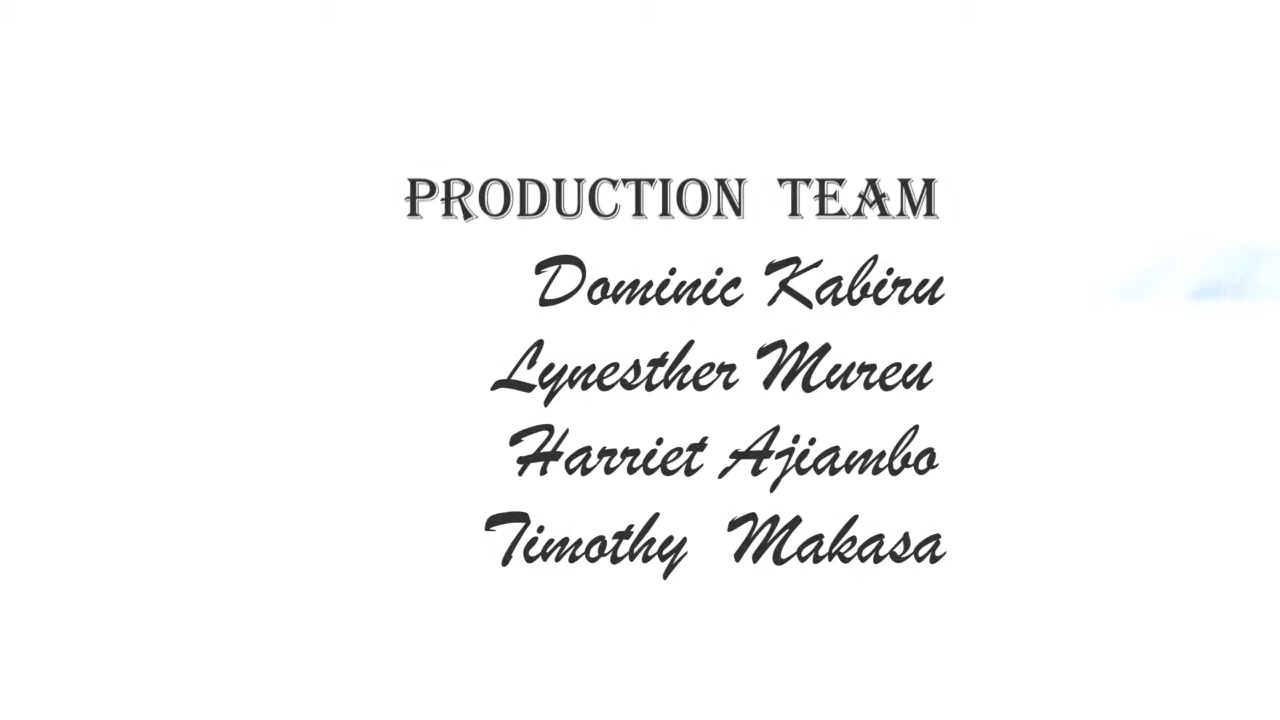 PRODUCTION TEAM
Dominic Kabiru
Lynesther Mureu
Harriet Ajiambo
Timothy Makasa